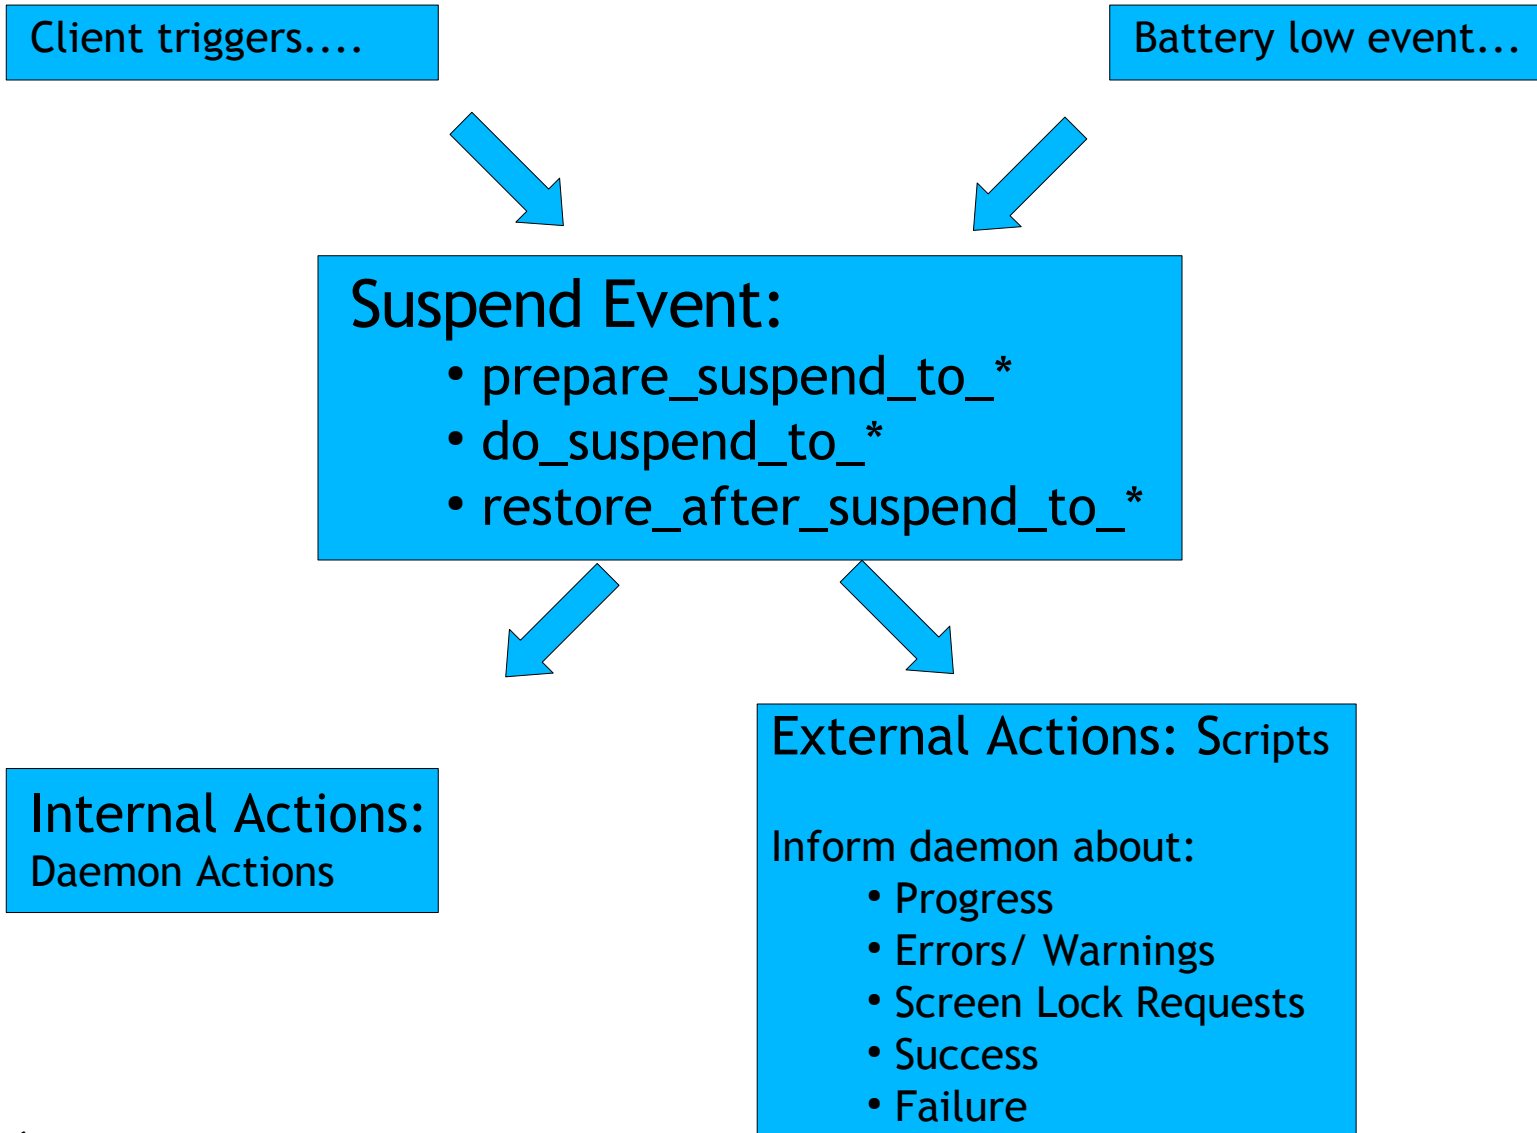 Client triggers....
Battery low event...
Suspend Event:
• prepare_suspend_to_*
• do_suspend_to_*
• restore_after_suspend_to_*
External Actions: Scripts
Internal Actions:
Daemon Actions
Inform daemon about:
• Progress
• Errors/ Warnings
• Screen Lock Requests
• Success
• Failure